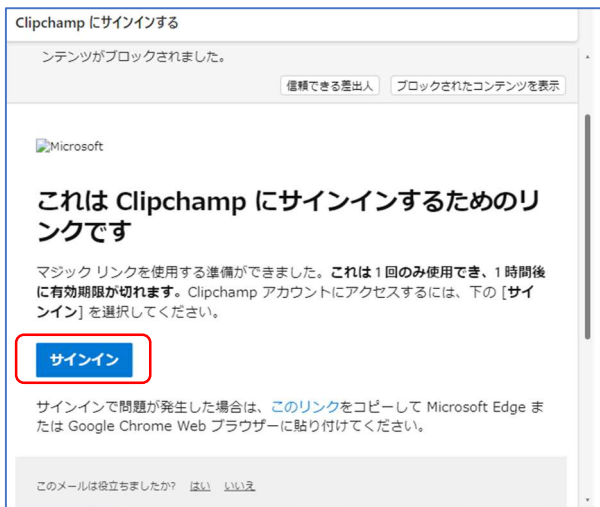 Clipchamp にサインインする
ンテンツがブロックされました。
信頼できる差出人 ブロックされたコンテンツを表示
Microsoft
これは Clipchamp にサインインするためのリ
ンクです
マジック リンクを使用する準備ができました。これは 1 回のみ使用でき、1 時間後
に有効期限が切れます。Clipchamp アカウントにアクセスするには、下の [サイ
ンイン] を選択してください。
サインイン
サインインで問題が発生した場合は、このリンクをコピーして Microsoft Edge ま
たは Google Chrome Web ブラウザーに貼り付けてください。
このメールは役立ちましたか? はい いいえ